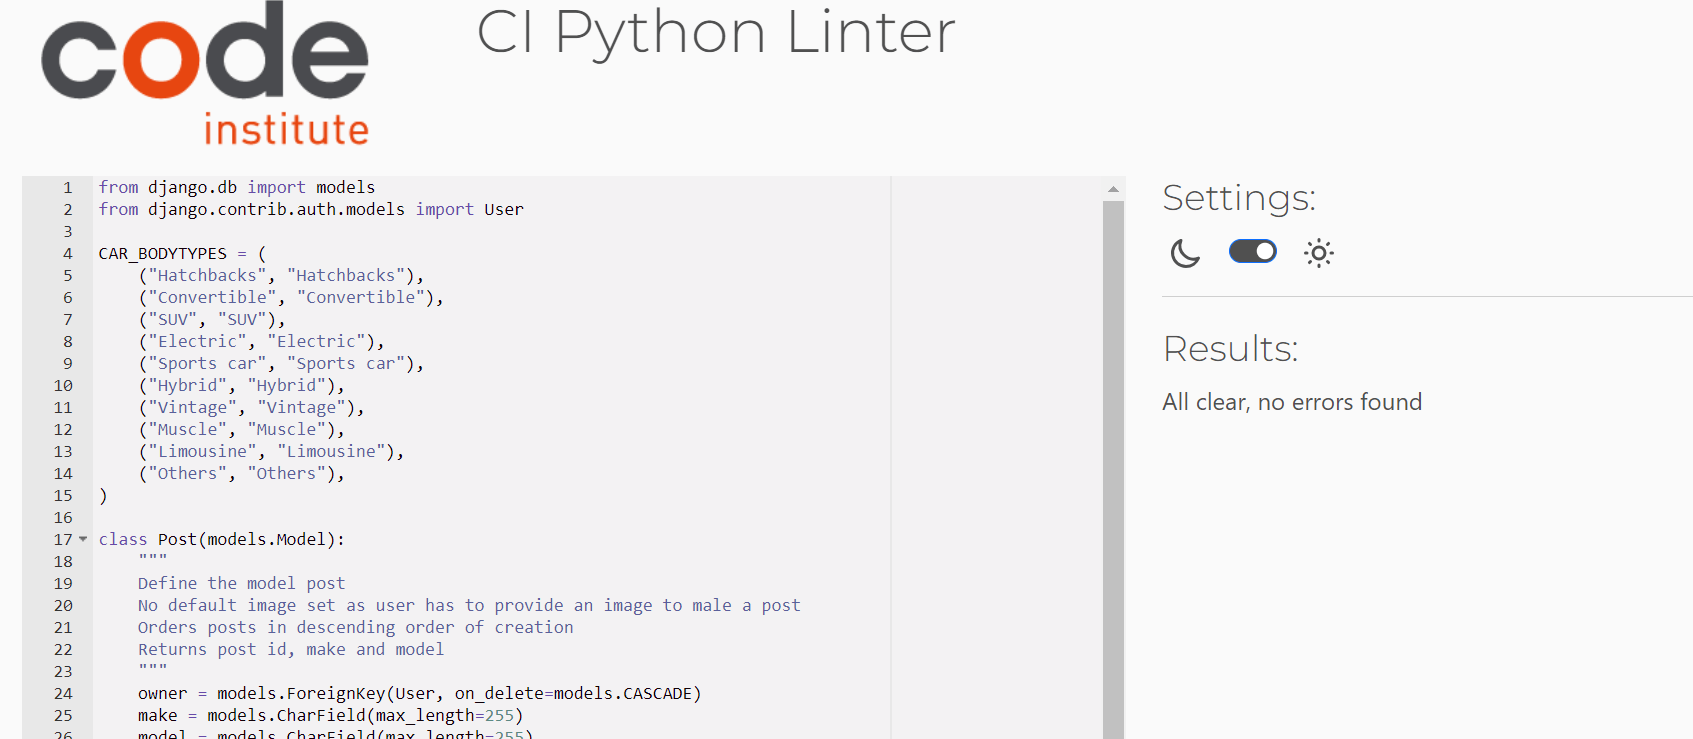 code
institute
CI Python Linter
1 from django.db import models
2 from django.contrib.auth.models import User
3
4 CAR_BODYTYPES = (
5 ("Hatchbacks", "Hatchbacks"),
6 ("Convertible", "Convertible"),
7 ("SUV", "SUV"),
8 ("Electric", "Electric"),
9 ("Sports car", "Sports car"),
10 ("Hybrid", "Hybrid"),
11 ("Vintage", "Vintage"),
12 ("Muscle", "Muscle"),
13 ("Limousine", "Limousine"),
14 ("Others", "Others"),
15 )
16
17 class Post(models.Model):
18 """
19 Define the model post
20 No default image set as user has to provide an image to male a post
21 Orders posts in descending order of creation
22 Returns post id, make and model
23 """
24 owner = models.ForeignKey(User, on_delete=models.CASCADE)
25 make = models.CharField(max_length=255)
26 model = models.CharField(max_length=255)
Settings:
Results:
All clear, no errors found